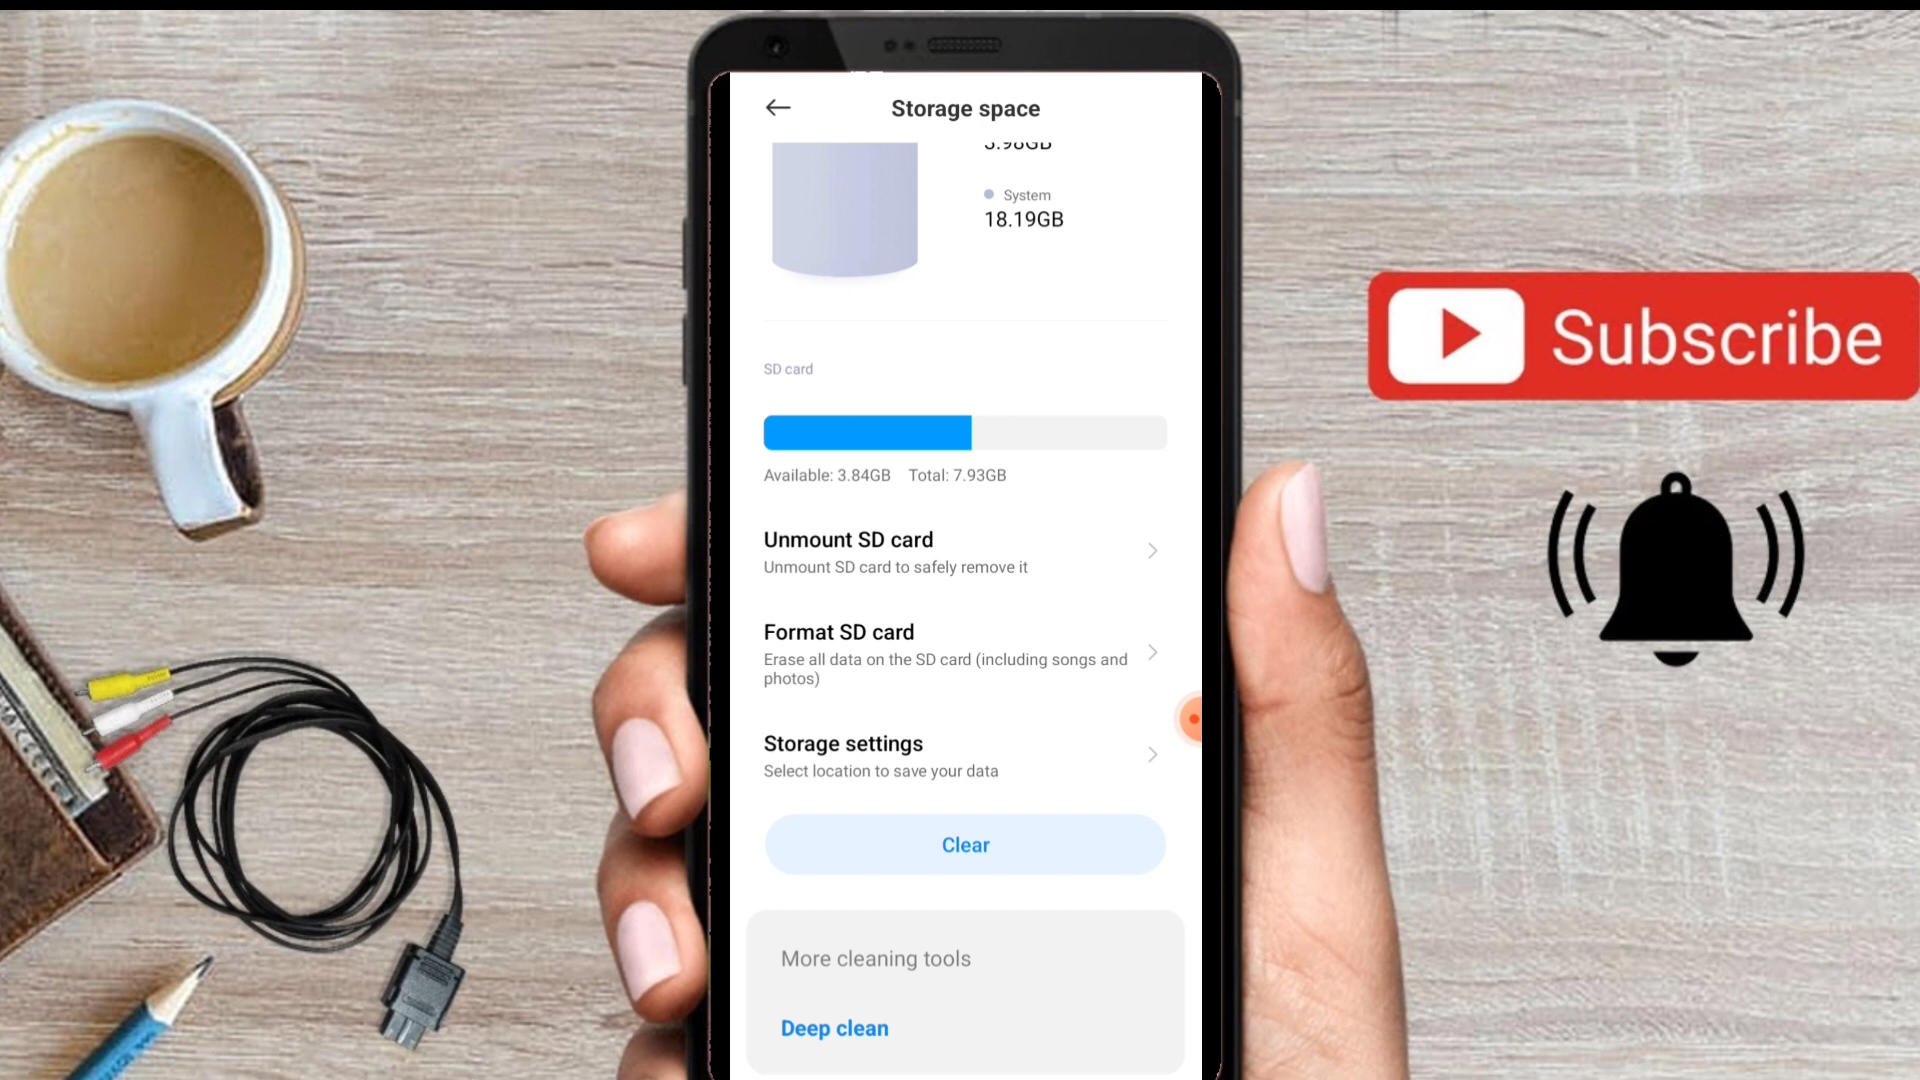 Storage space
System
18.19GB
SD card
Available: 3.84GB Total: 7.93GB
Unmount SD card
Unmount SD card to safely remove it
Format SD card
Erase all data on the SD card (including songs and
photos)
Storage settings
Select location to save your data
Clear
More cleaning tools
Deep clean
Subscribe